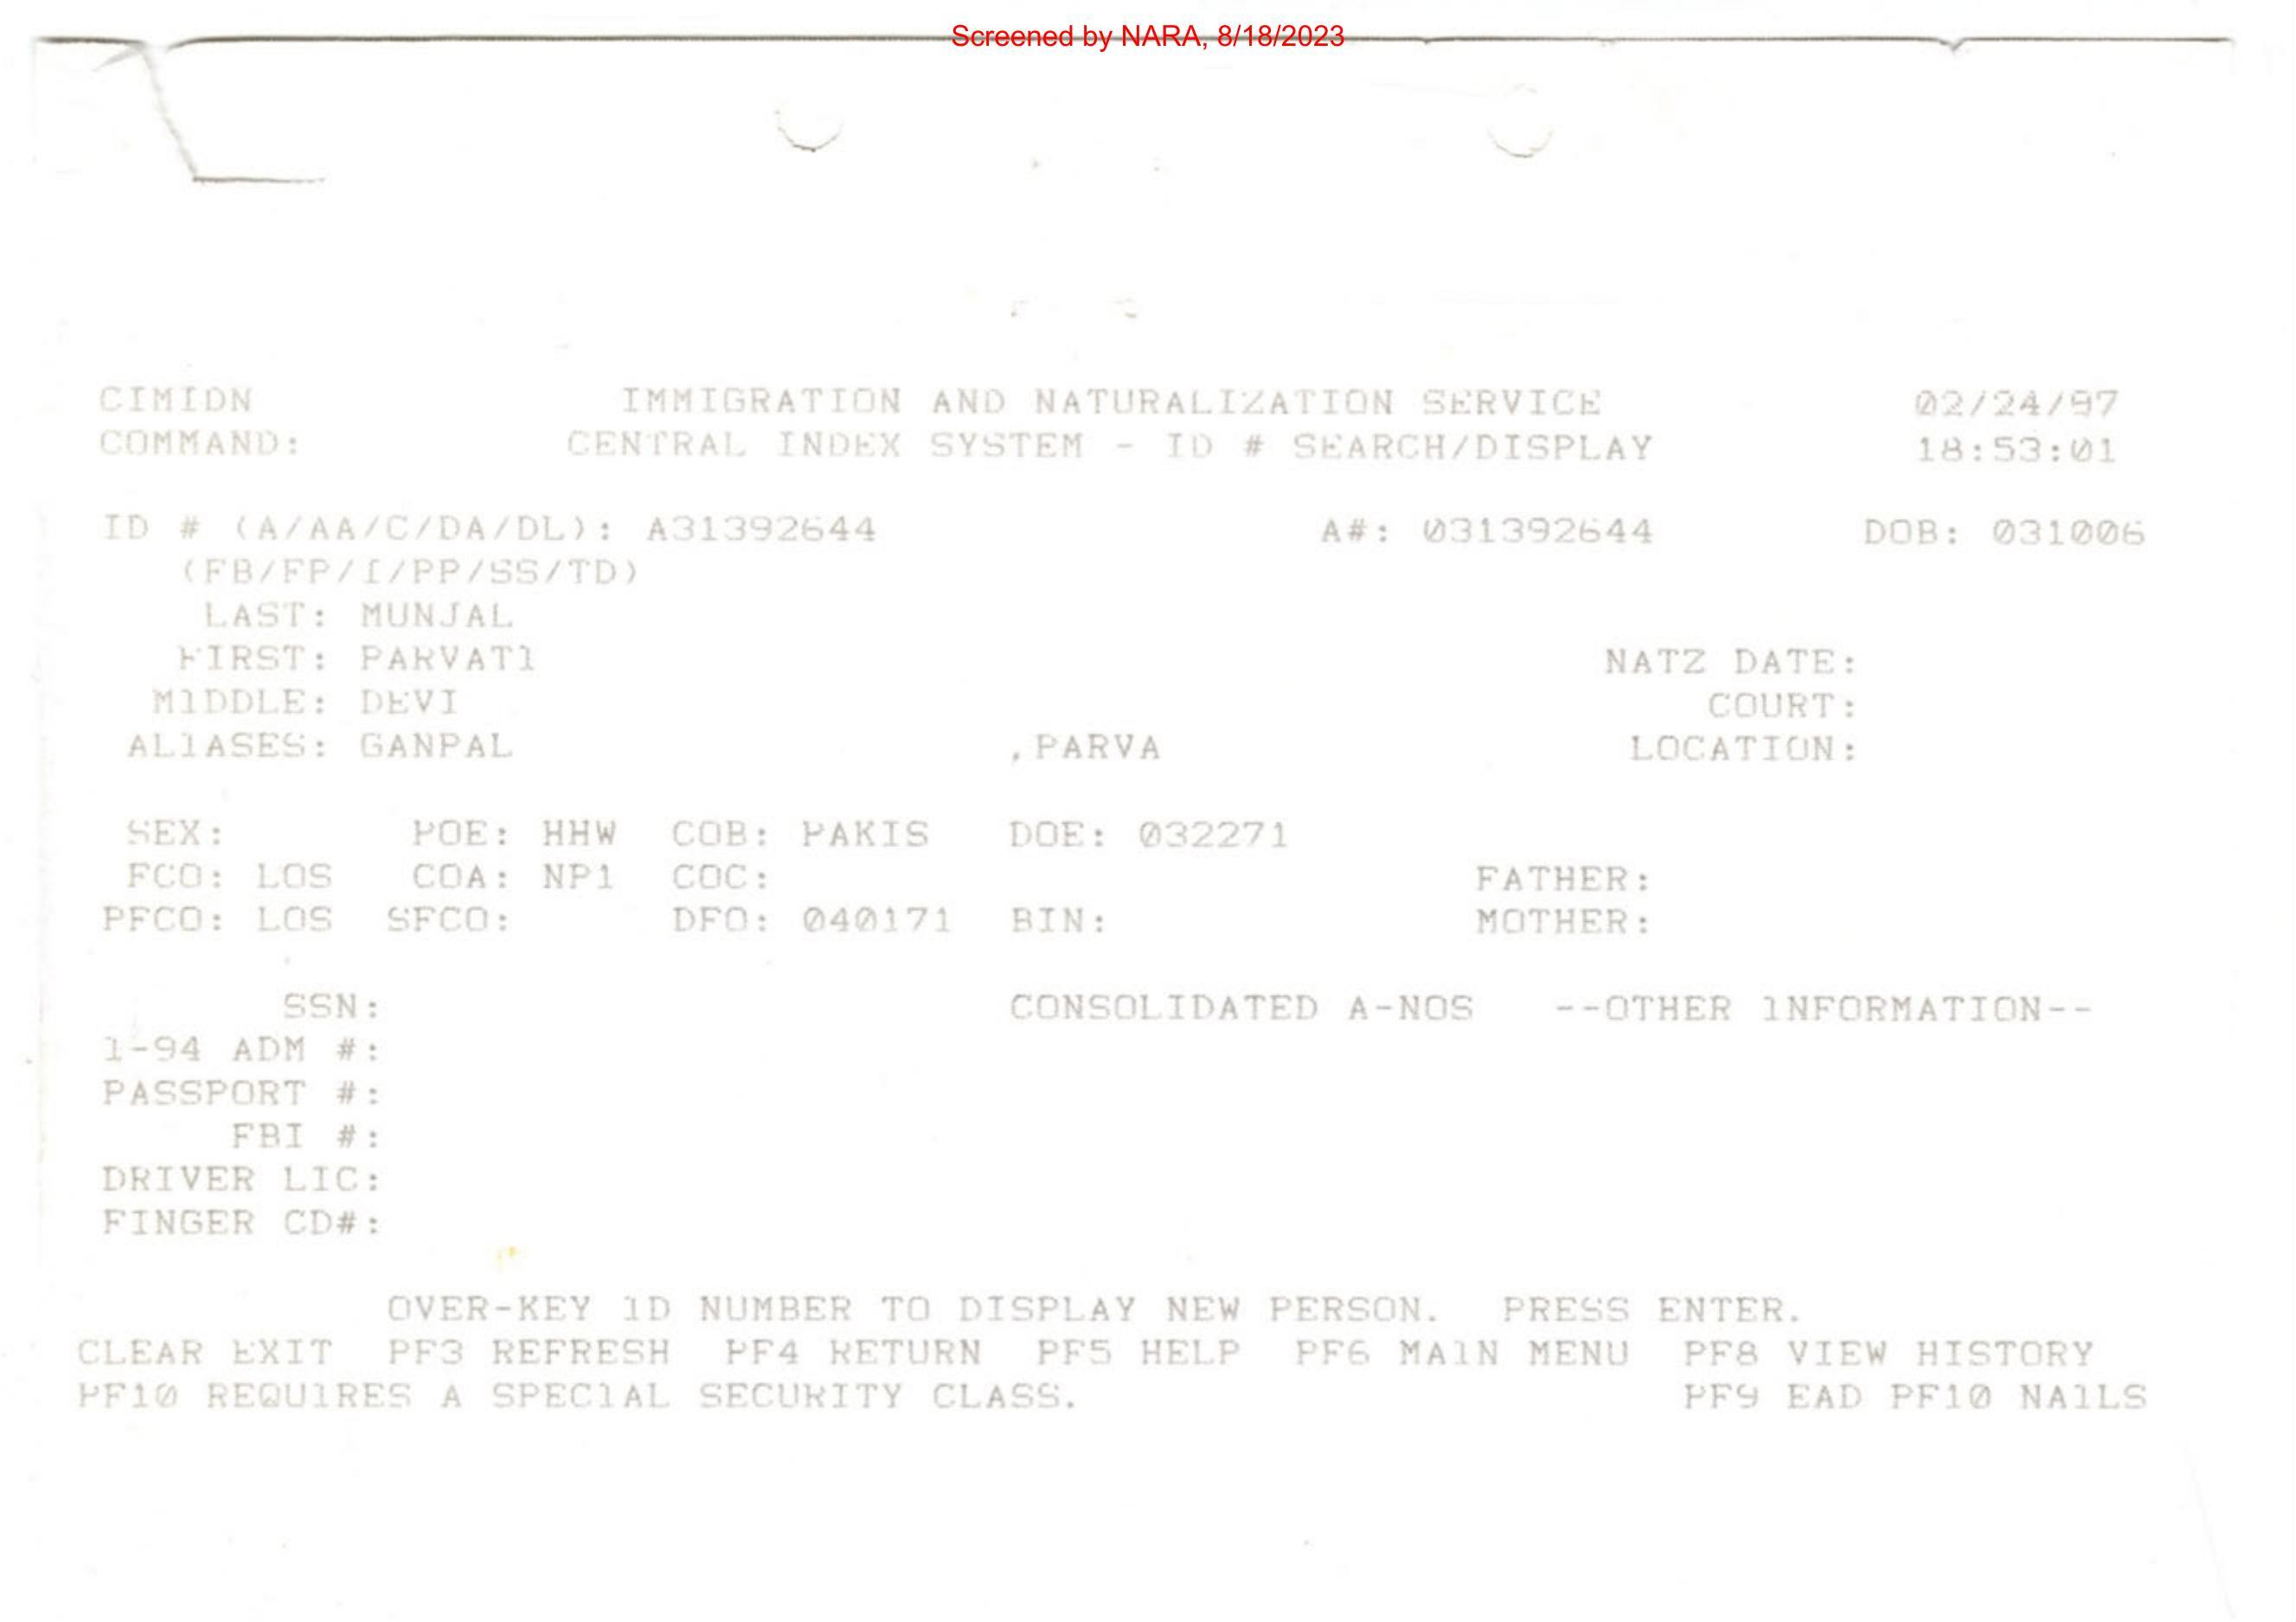 Screened by NARA, 8/18/2023
CIMIDN IMMIGRATION AND NATURALIZATION SERVICE 02/24/97
COMMAND: CENTRAL INDEX SYSTEM - ID # SEARCH/DISPLAY 18:53:01
ID # (A/AA/C/DA/DL): A31392644 A#: 031392644 DOB: 031006
(FB/FP/I/PP/SS/TD)
LAST: MUNJAL
FIRST: PARVATI NATZ DATE:
MIDDLE: DEVI COURT:
ALIASES: GANPAL , PARVA LOCATION:
SEX: POE: HHW COB: PAKIS DOE: 032271
FCO: LOS COA: NP1 COC: FATHER:
PFCO: LOS SFCO: DFO: 040171 BIN: MOTHER:
SSN: CONSOLIDATED A-NOS --OTHER INFORMATION--
I-94 ADM #:
PASSPORT #:
FBI #:
DRIVER LIC:
FINGER CD#:
OVER-KEY ID NUMBER TO DISPLAY NEW PERSON. PRESS ENTER.
CLEAR EXIT PF3 REFRESH PF4 RETURN PF5 HELP PF6 MAIN MENU PF8 VIEW HISTORY
PF10 REQUIRES A SPECIAL SECURITY CLASS. PF9 EAD PF10 NAILS